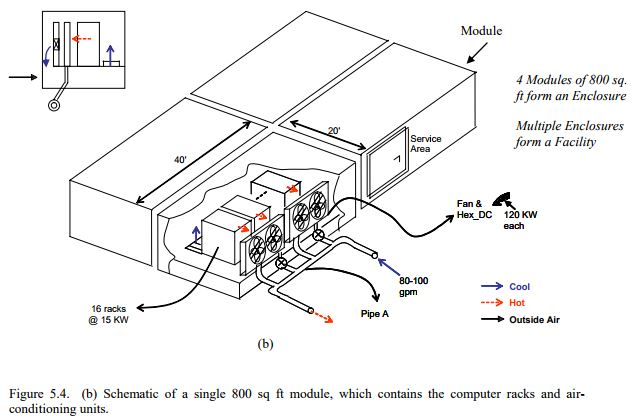 Module
4 Modules of 800 sq.
ft form an Enclosure
Multiple Enclosures
form a Facility
20'
Service
Area
40'
Fan &
Hex_DC
120 KW
each
80-100
gpm
Cool
Hot
Outside Air
16 racks
@ 15 KW
Pipe A
(b)
Figure 5.4. (b) Schematic of a single 800 sq ft module, which contains the computer racks and air-
conditioning units.